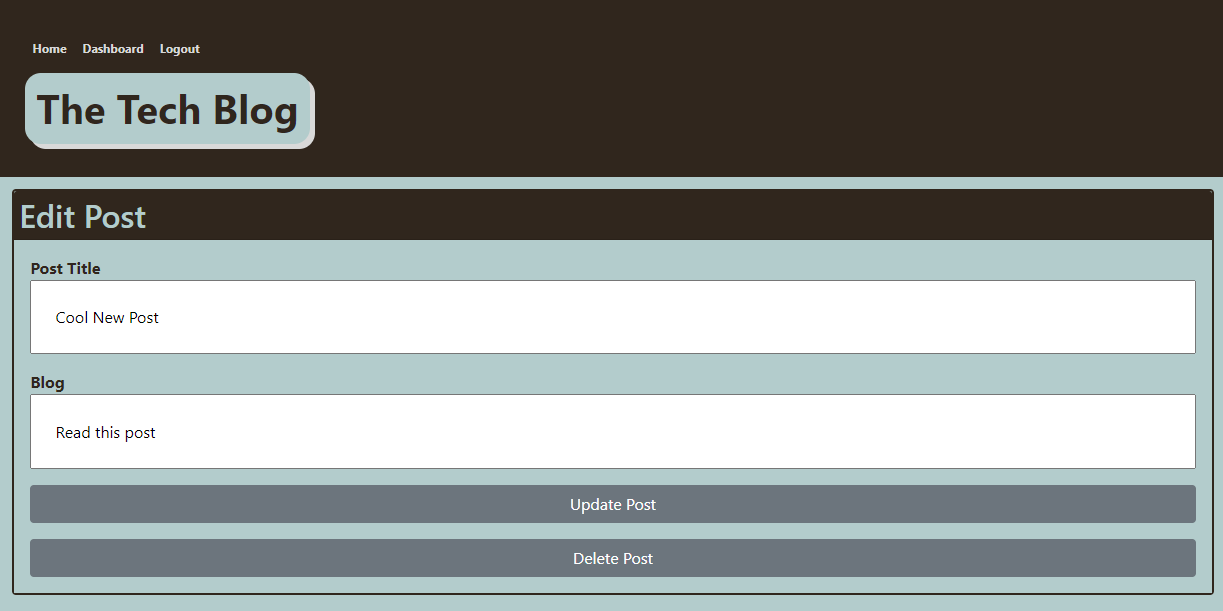 Home Dashboard Logout
The Tech Blog
Edit Post
Post Title
Cool New Post
Blog
Read this post
Update Post
Delete Post